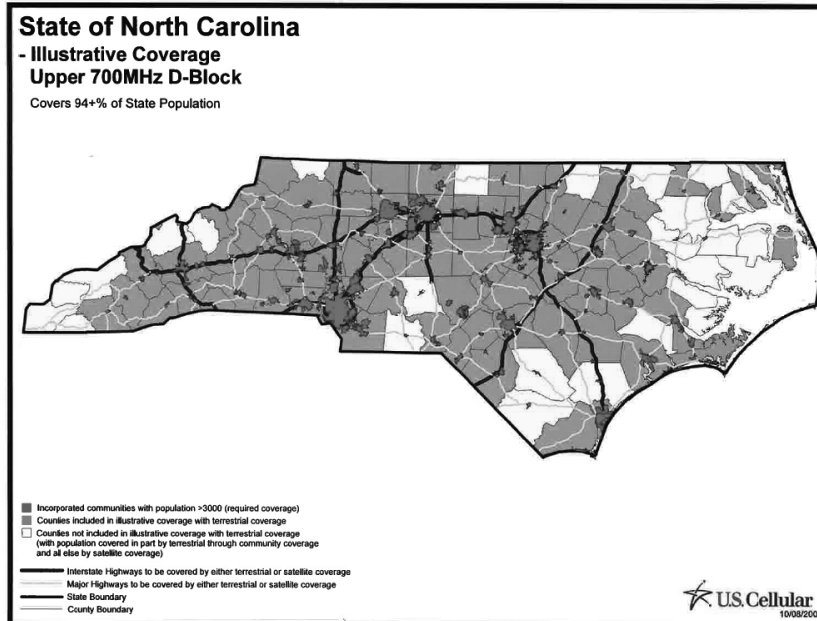 State of North Carolina
- Illustrative Coverage
Upper 700MHz D-Block
Covers 94+% of State Population
Incorporated communities with population >3000 (required coverage)
Counties included in illustrative coverage with terrestrial coverage
Counties not included in illustrative coverage with terrestrial coverage
(with population covered in part by terrestrial through community coverage
and all else by satellite coverage)
Interstate Highways to be covered by either terrestrial or satellite coverage
Major Highways to be covered by either terrestrial or satellite coverage
State Boundary
County Boundary
U.S. Cellular
10/08/200